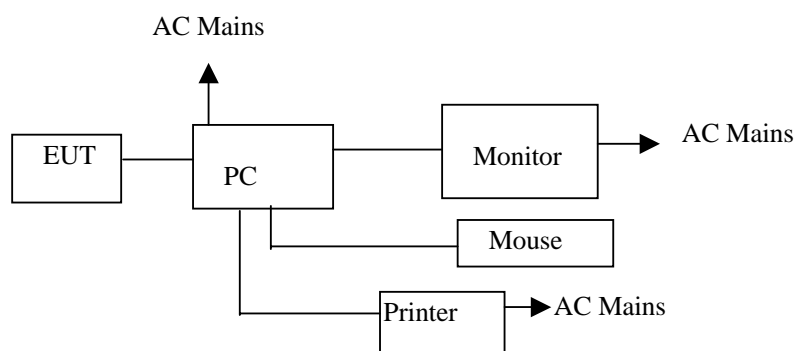 AC Mains
EUT
PC
Monitor
AC Mains
Mouse
Printer
AC Mains